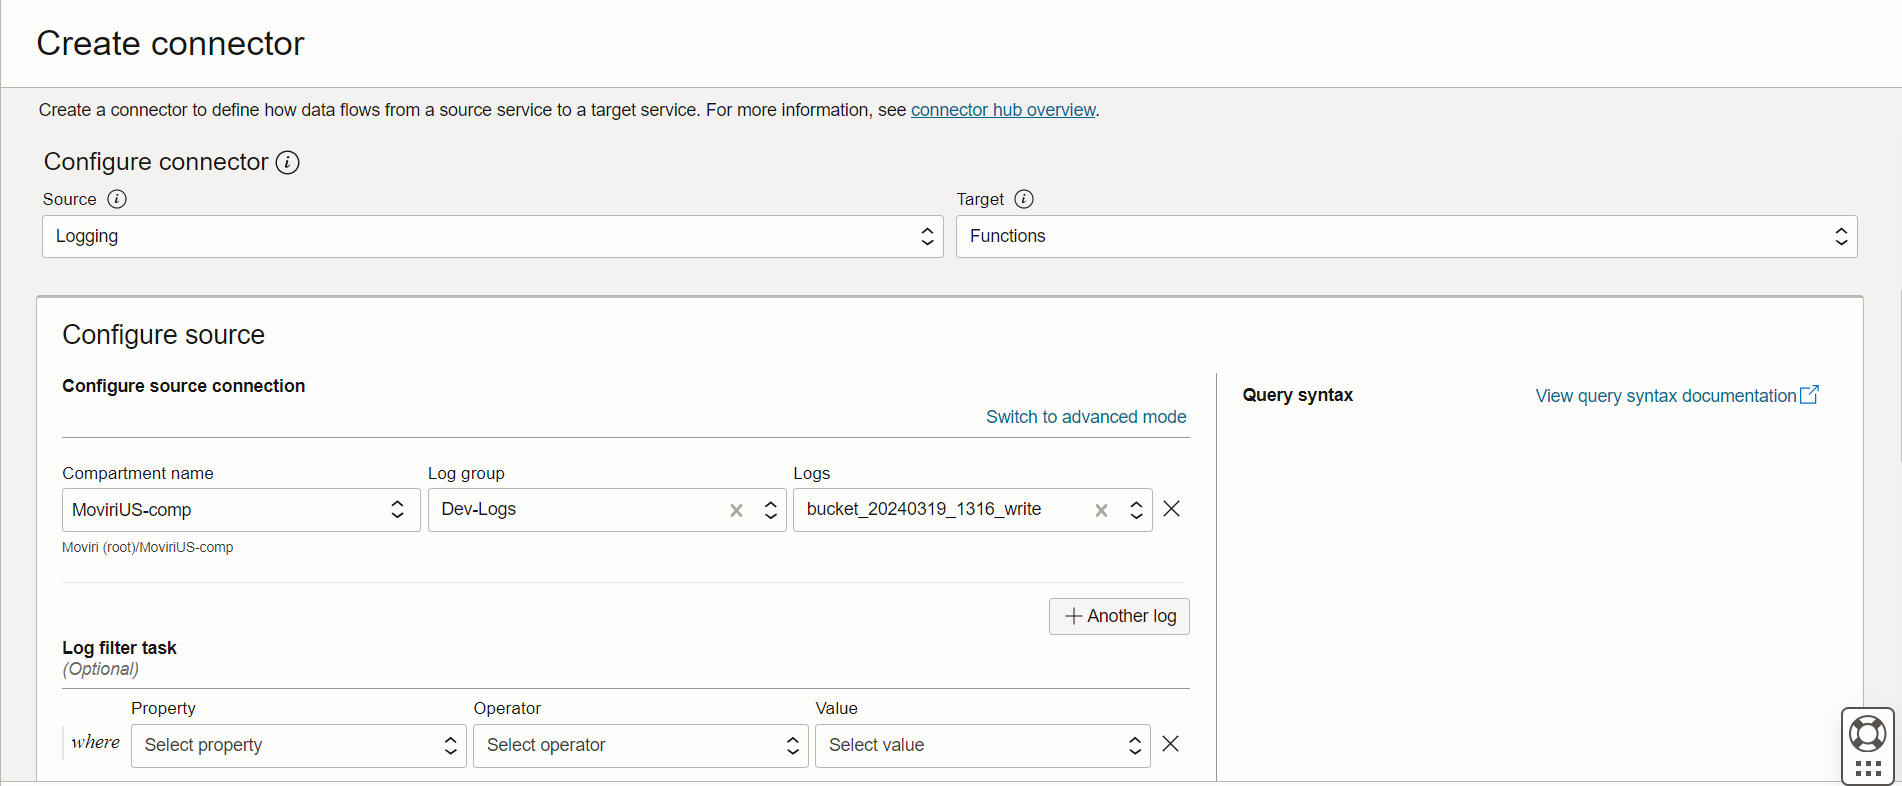 Create connector
Create a connector to define how data flows from a source service to a target service. For more information, see connector hub overview.
Configure connector
Source
Target
Logging
Functions
Configure source
Configure source connection
Switch to advanced mode
Query syntax
View query syntax documentation
Compartment name
Log group
Logs
MoviriUS-comp
Dev-Logs
bucket_20240319_1316_write
Moviri (root)/MoviriUS-comp
Another log
Log filter task
(Optional)
Property
Operator
Value
where
Select property
Select operator
Select value